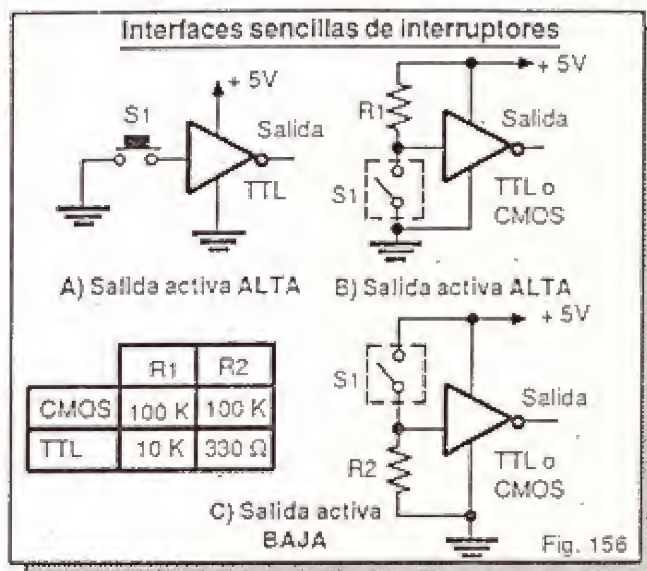 Interfaces sencillas de interruptores
+ 5V
S1
Salida
TTL
A) Salida activa ALTA
+ 5V
R1
Salida
S1
TTL o
CMOS
B) Salida activa ALTA
R1 R2
CMOS 100 K 100 K
TTL 10 K 330 Ω
+ 5V
S1
Salida
R2
TTL o
CMOS
C) Salida activa
BAJA
Fig. 156